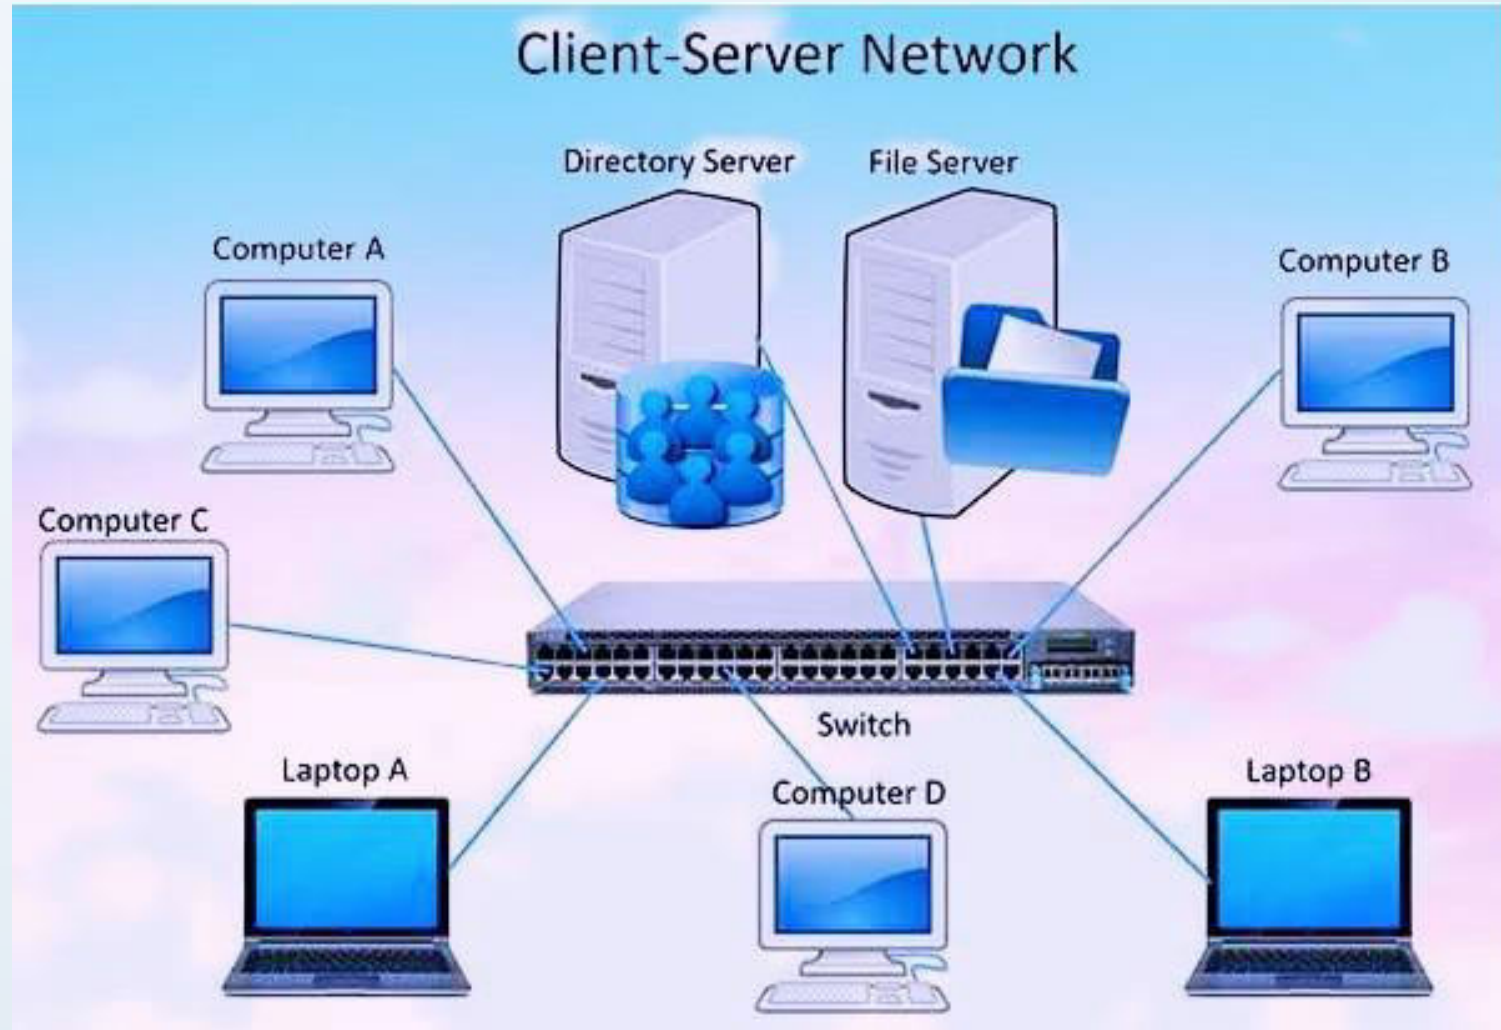 Client-Server Network
Directory Server
File Server
Computer A
Computer B
Computer C
Switch
Laptop A
Computer D
Laptop B